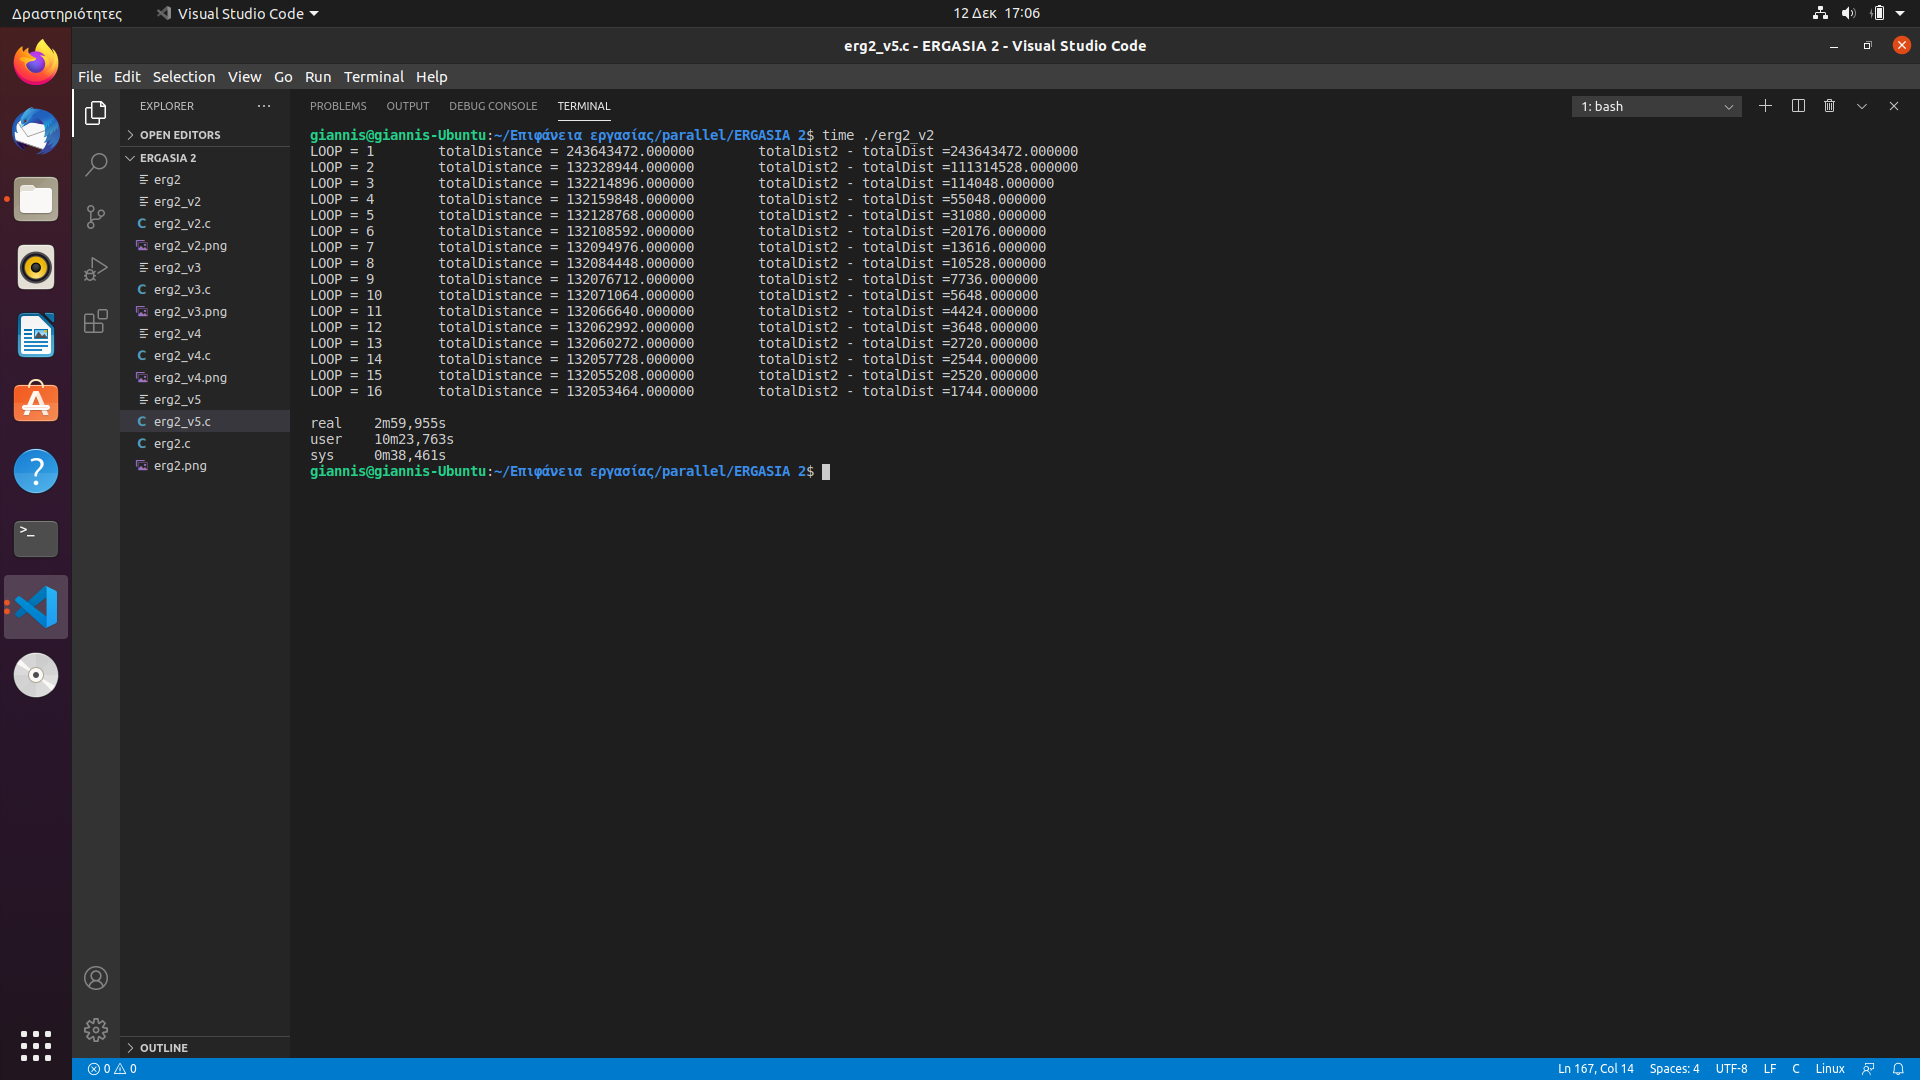 Δραστηριότητες Visual Studio Code 12 Δεκ 17:06
erg2_v5.c - ERGASIA 2 - Visual Studio Code
File Edit Selection View Go Run Terminal Help
EXPLORER ...
OPEN EDITORS
ERGASIA 2
erg2
erg2_v2
C erg2_v2.c
erg2_v2.png
erg2_v3
C erg2_v3.c
erg2_v3.png
erg2_v4
C erg2_v4.c
erg2_v4.png
erg2_v5
C erg2_v5.c
C erg2.c
erg2.png
OUTLINE
PROBLEMS OUTPUT DEBUG CONSOLE TERMINAL 1: bash
giannis@giannis-Ubuntu:~/Επιφάνεια εργασίας/parallel/ERGASIA 2$ time ./erg2_v2
LOOP = 1 totalDistance = 243643472.000000 totalDist2 - totalDist =243643472.000000
LOOP = 2 totalDistance = 132328944.000000 totalDist2 - totalDist =111314528.000000
LOOP = 3 totalDistance = 132214896.000000 totalDist2 - totalDist =114048.000000
LOOP = 4 totalDistance = 132159848.000000 totalDist2 - totalDist =55048.000000
LOOP = 5 totalDistance = 132128768.000000 totalDist2 - totalDist =31080.000000
LOOP = 6 totalDistance = 132108592.000000 totalDist2 - totalDist =20176.000000
LOOP = 7 totalDistance = 132094976.000000 totalDist2 - totalDist =13616.000000
LOOP = 8 totalDistance = 132084448.000000 totalDist2 - totalDist =10528.000000
LOOP = 9 totalDistance = 132076712.000000 totalDist2 - totalDist =7736.000000
LOOP = 10 totalDistance = 132071064.000000 totalDist2 - totalDist =5648.000000
LOOP = 11 totalDistance = 132066640.000000 totalDist2 - totalDist =4424.000000
LOOP = 12 totalDistance = 132062992.000000 totalDist2 - totalDist =3648.000000
LOOP = 13 totalDistance = 132060272.000000 totalDist2 - totalDist =2720.000000
LOOP = 14 totalDistance = 132057728.000000 totalDist2 - totalDist =2544.000000
LOOP = 15 totalDistance = 132055208.000000 totalDist2 - totalDist =2520.000000
LOOP = 16 totalDistance = 132053464.000000 totalDist2 - totalDist =1744.000000
real 2m59,955s
user 10m23,763s
sys 0m38,461s
giannis@giannis-Ubuntu:~/Επιφάνεια εργασίας/parallel/ERGASIA 2$
0 0 Ln 167, Col 14 Spaces: 4 UTF-8 LF C Linux